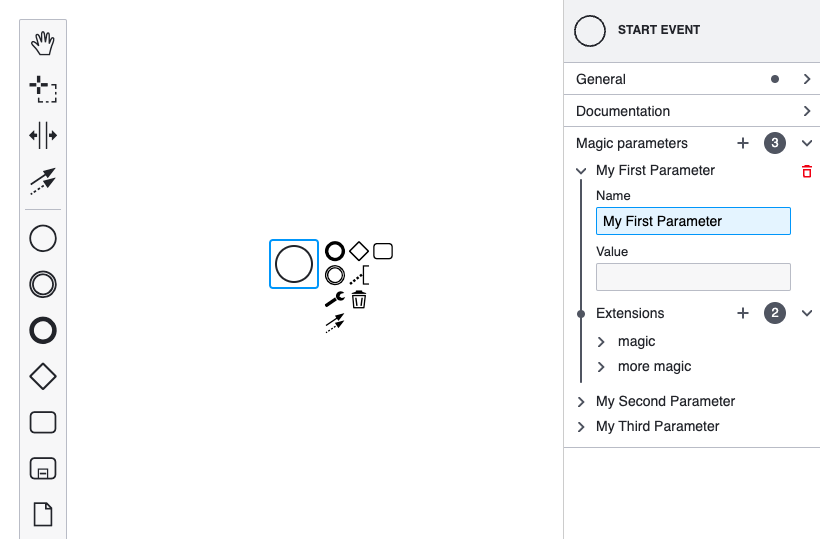 START EVENT
General
Documentation
Magic parameters 3
My First Parameter
Name
My First Parameter
Value
Extensions 2
magic
more magic
My Second Parameter
My Third Parameter